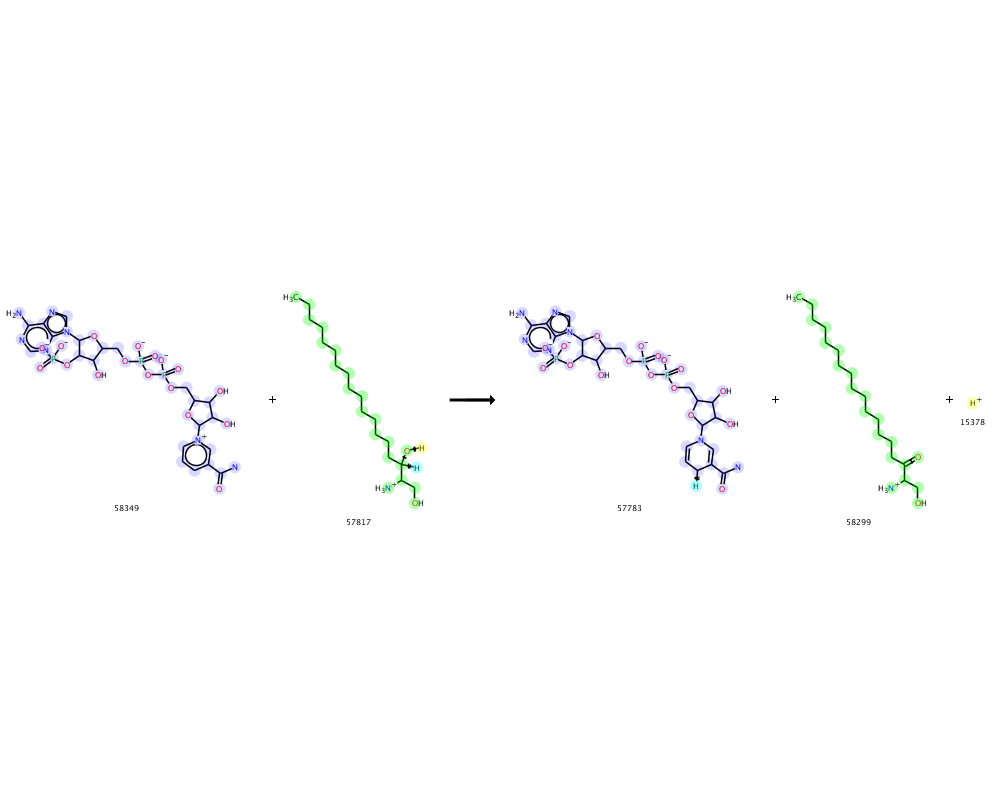 H₃C H₃C
H₂N N N N N O⁻ O P O⁻ O O OH O O⁻ P O O O⁻ P O O OH O OH N⁺ N O
+
O H H H₃N⁺ OH
H₂N N N N N O⁻ O P O⁻ O O OH O O⁻ P O O O⁻ P O O OH O OH N N O H
+
O H₃N⁺ OH
+
H⁺
15378
58349
57817
57783
58299